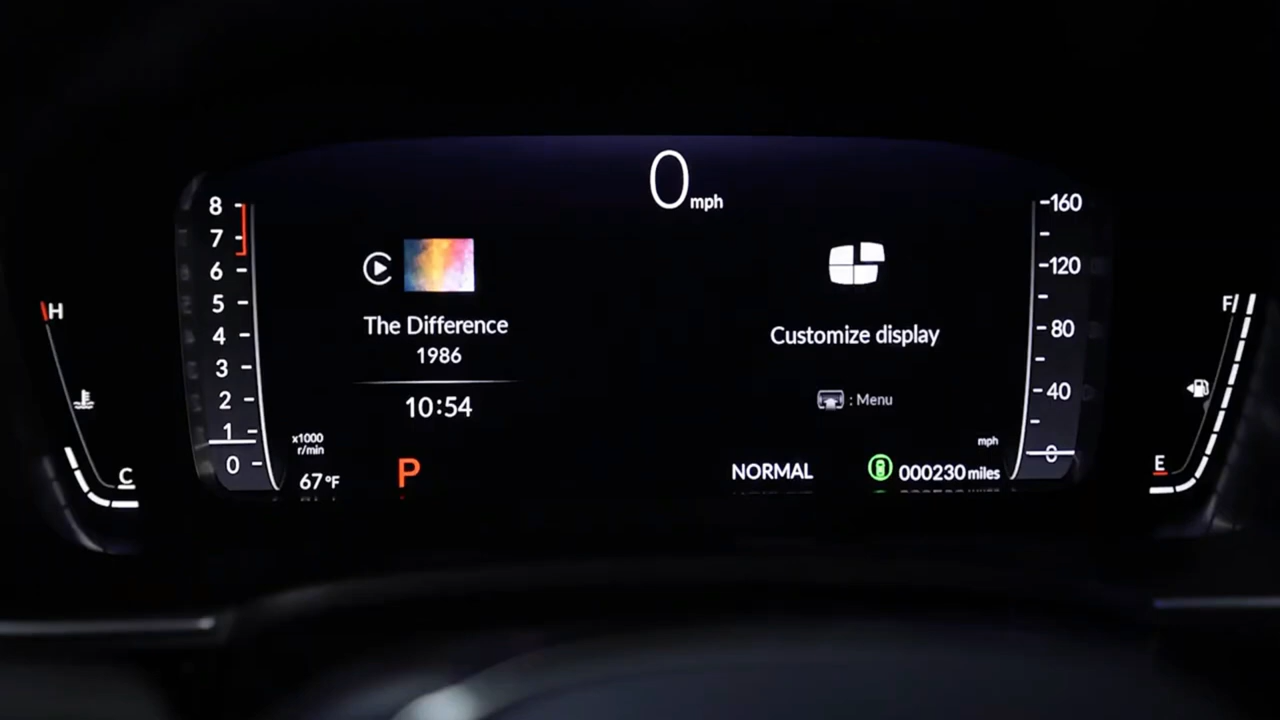 0 mph
8
7
6
5
4
3
2
1
0
x1000
r/min
67°F
H
C
The Difference
1986
10:54
P
Customize display
: Menu
NORMAL
000230 miles
mph
160
120
80
40
0
F
E